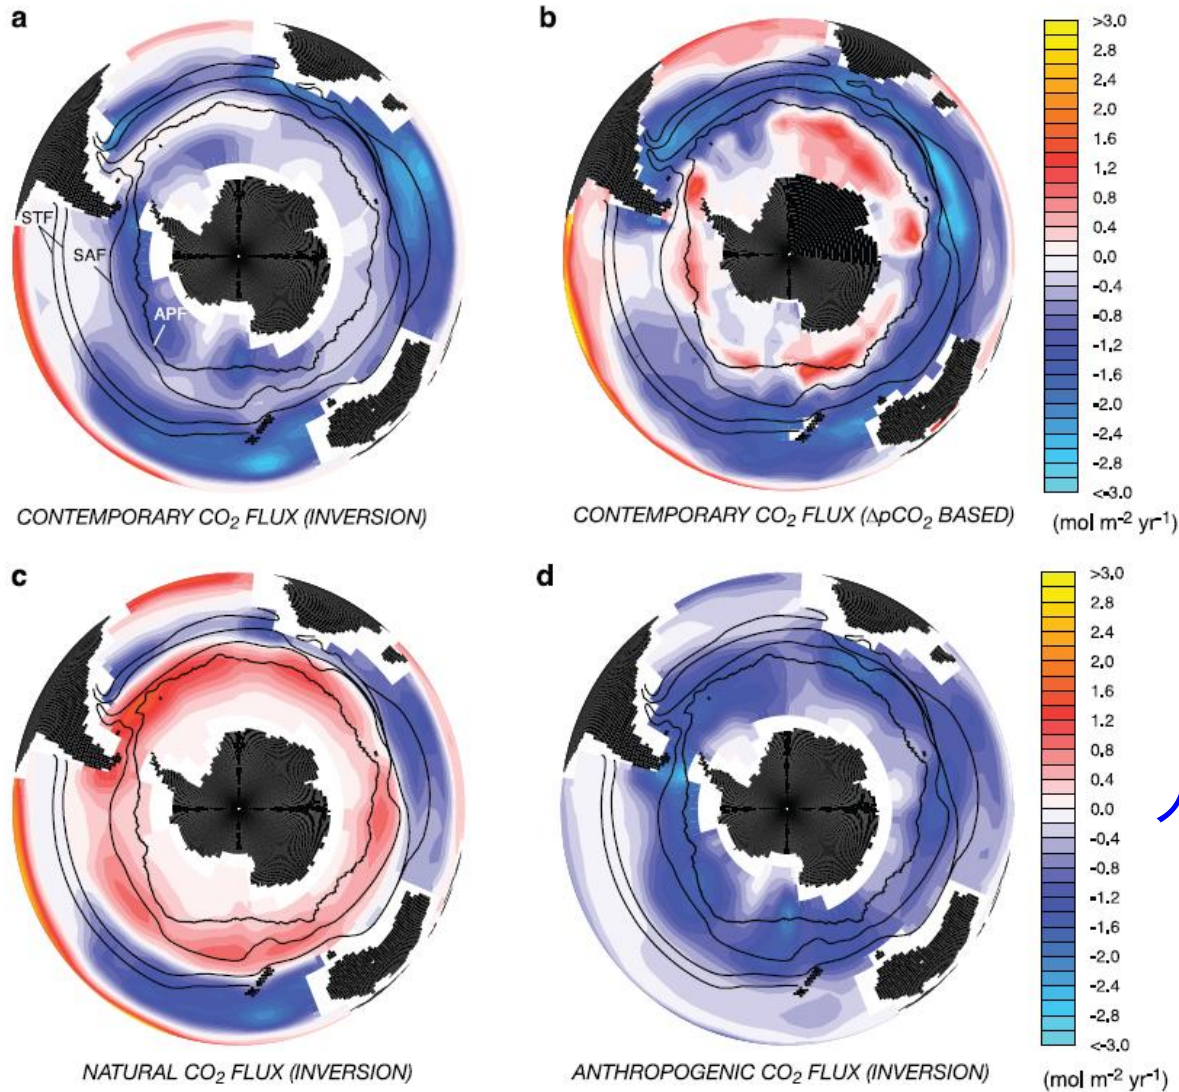 a
b
STF
SAF
APF
CONTEMPORARY CO₂ FLUX (INVERSION)
CONTEMPORARY CO₂ FLUX (ΔpCO₂ BASED)
>3.0
2.8
2.4
2.0
1.6
1.2
0.8
0.4
0.0
-0.4
-0.8
-1.2
-1.6
-2.0
-2.4
-2.8
<-3.0
(mol m⁻² yr⁻¹)
c
d
NATURAL CO₂ FLUX (INVERSION)
ANTHROPOGENIC CO₂ FLUX (INVERSION)
>3.0
2.8
2.4
2.0
1.6
1.2
0.8
0.4
0.0
-0.4
-0.8
-1.2
-1.6
-2.0
-2.4
-2.8
<-3.0
(mol m⁻² yr⁻¹)